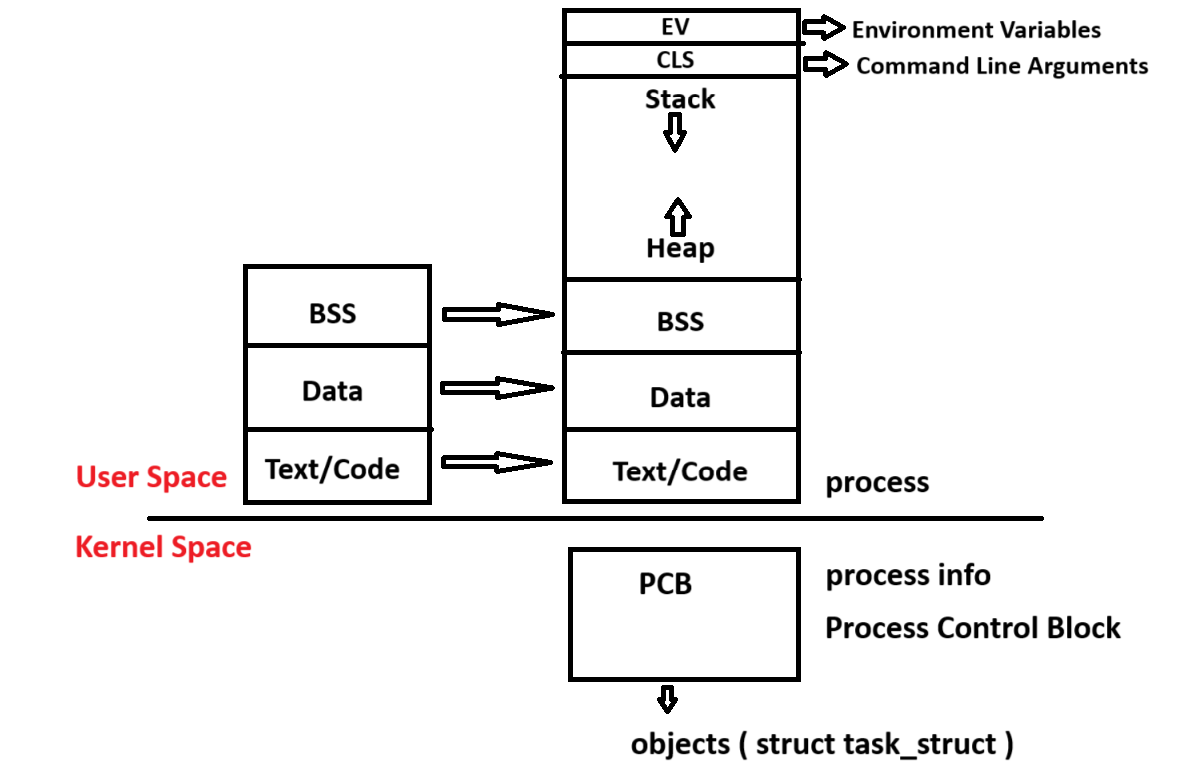 EV
Environment Variables
CLS
Command Line Arguments
Stack
Heap
BSS
BSS
Data
Data
Text/Code
Text/Code
User Space
process
Kernel Space
PCB
process info
Process Control Block
objects ( struct task_struct )